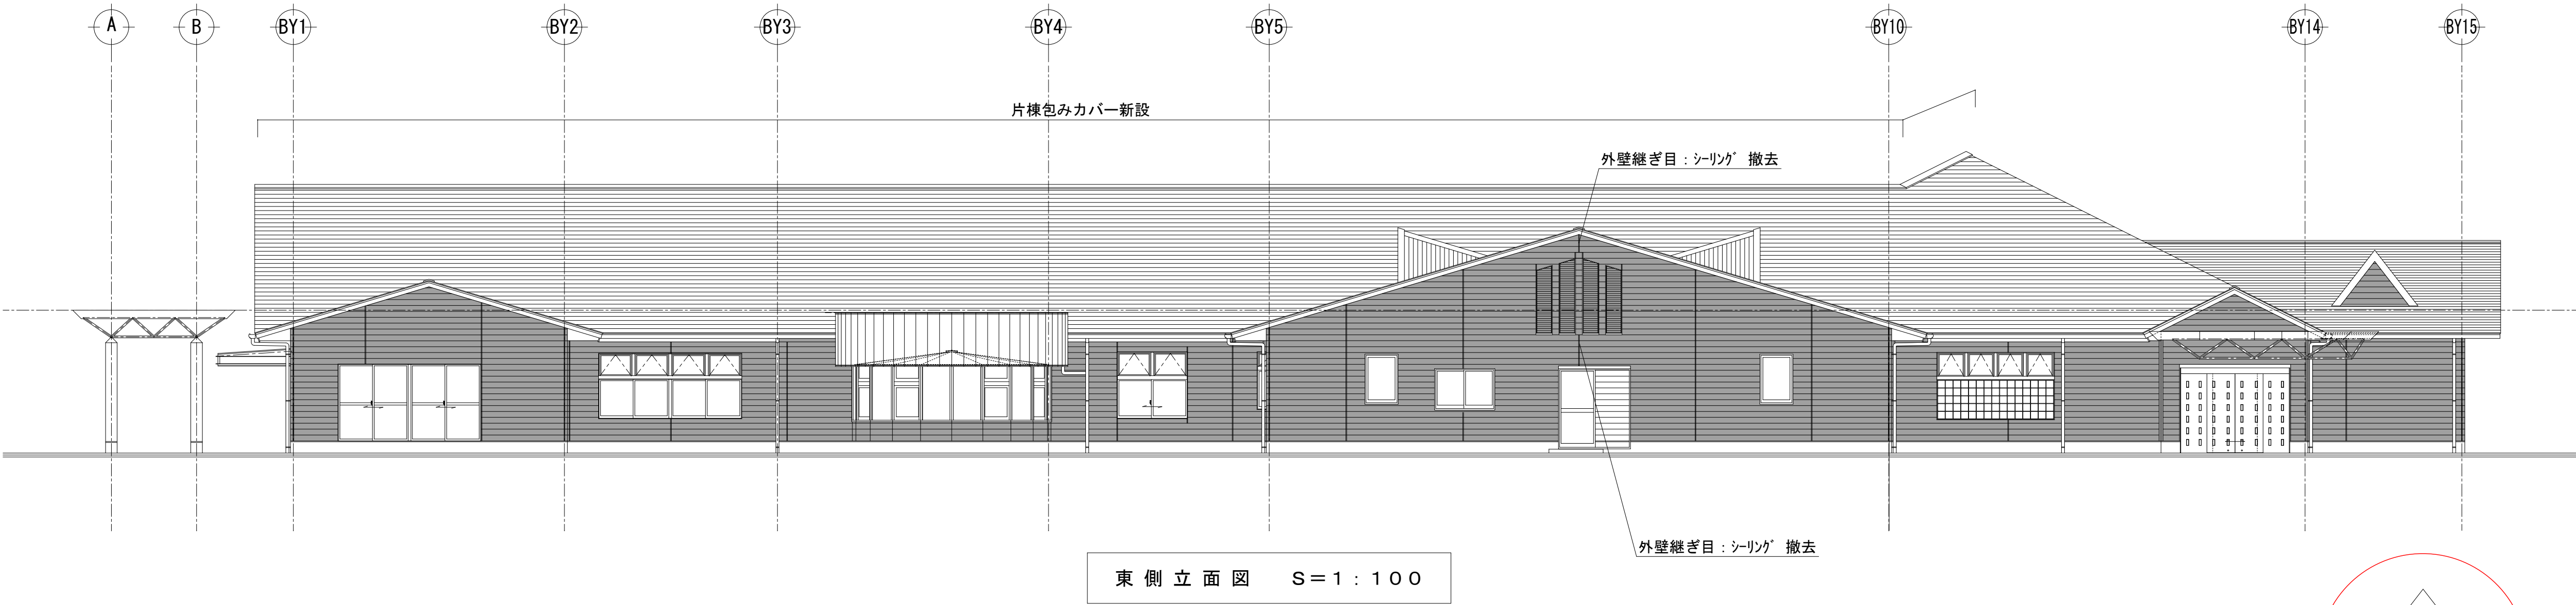 A B BY1 BY2 BY3 BY4 BY5 BY10 BY14 BY15
片棟包みカバー新設
外壁継ぎ目：ｼｰﾘﾝｸﾞ 撤去
外壁継ぎ目：ｼｰﾘﾝｸﾞ 撤去
東側立面図　Ｓ＝１：１００